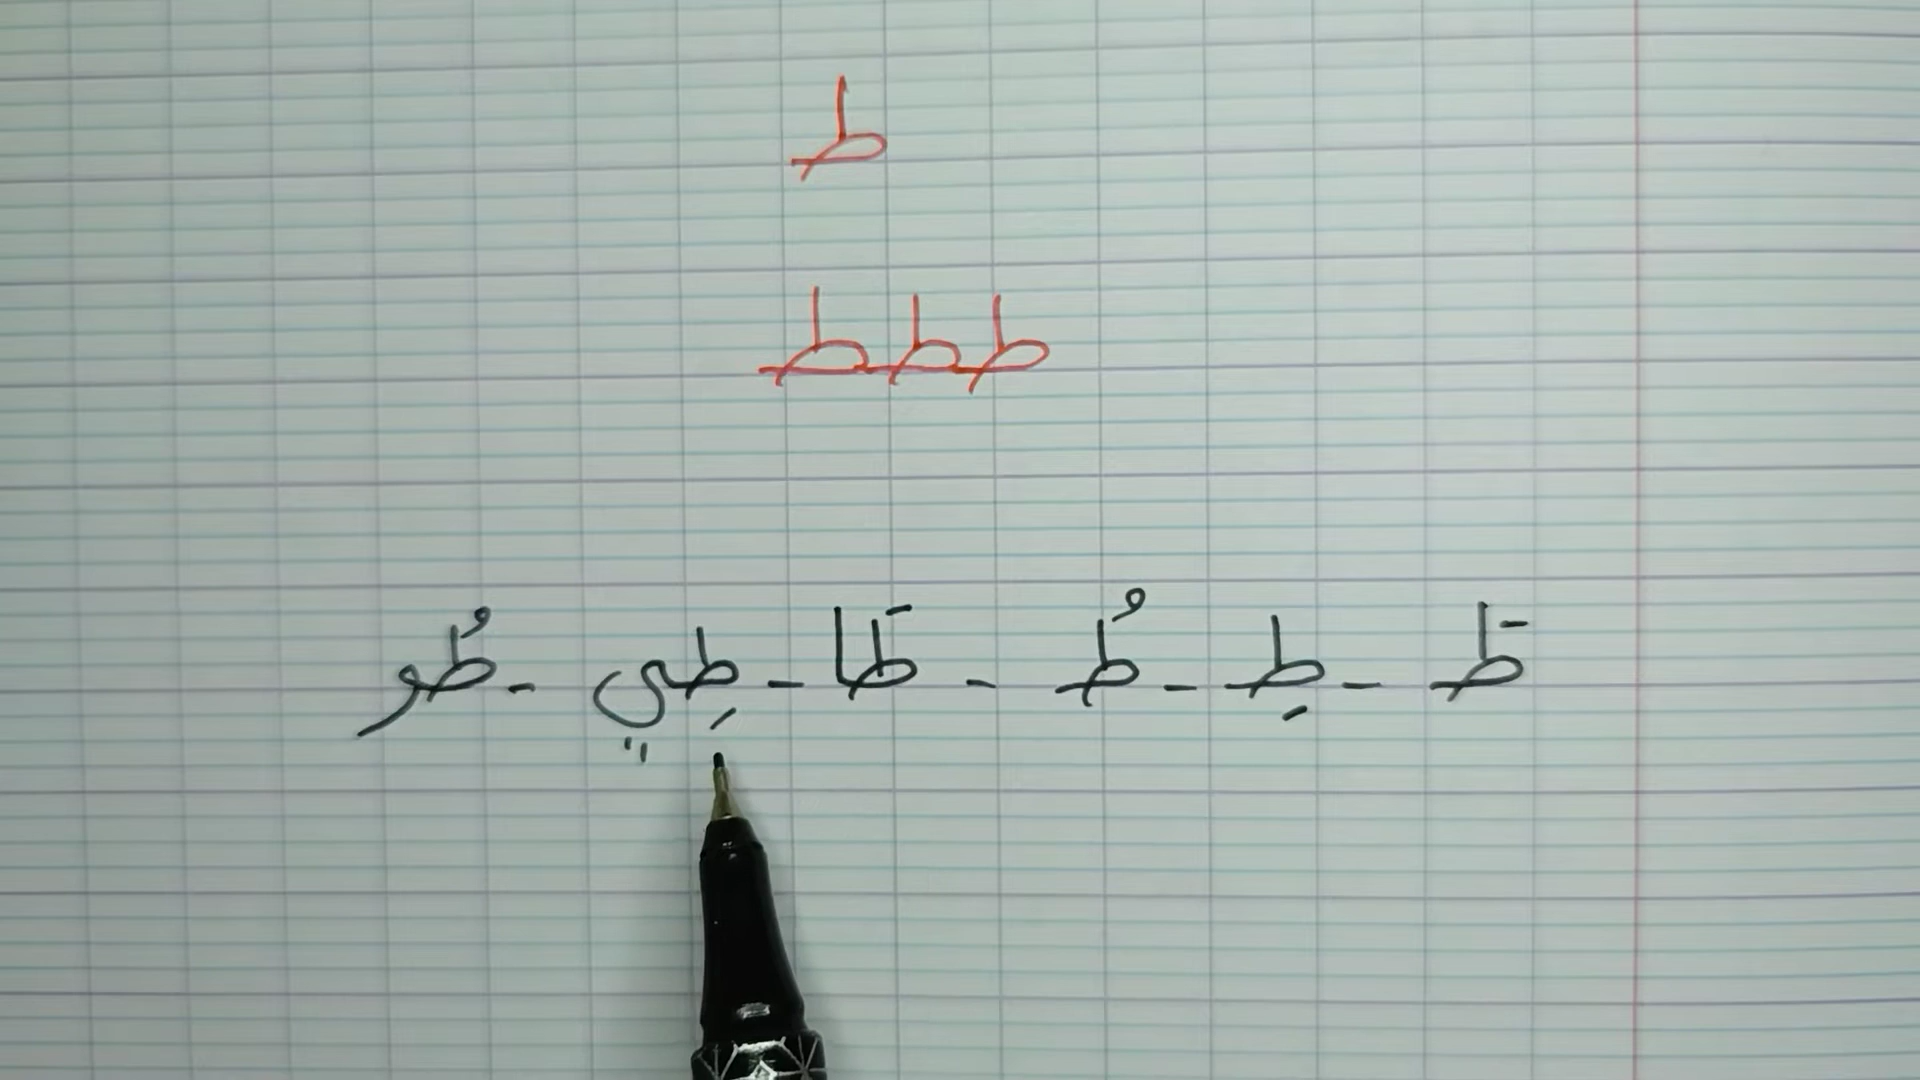 ط
ططط
طَ - طِ - طُ - طَا - طِي - طُو